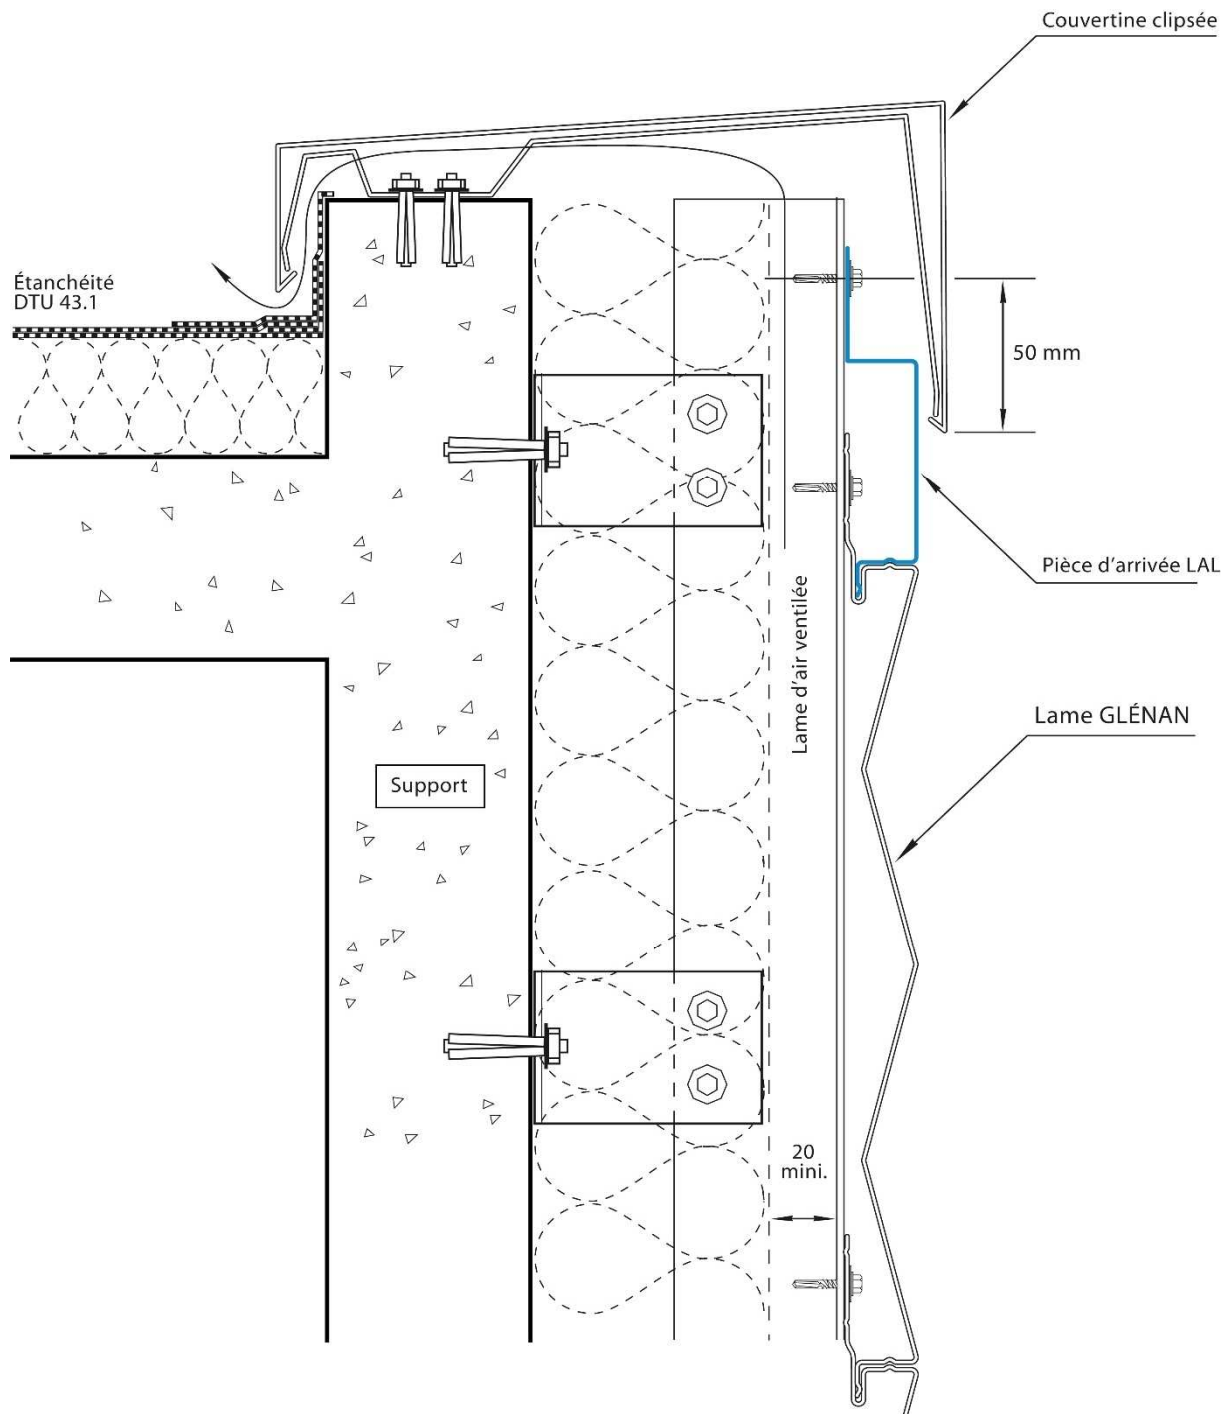 Couvertine clipsée
Étanchéité
DTU 43.1
50 mm
Pièce d'arrivée LAL
Lame d'air ventilée
Lame GLÉNAN
Support
20
mini.